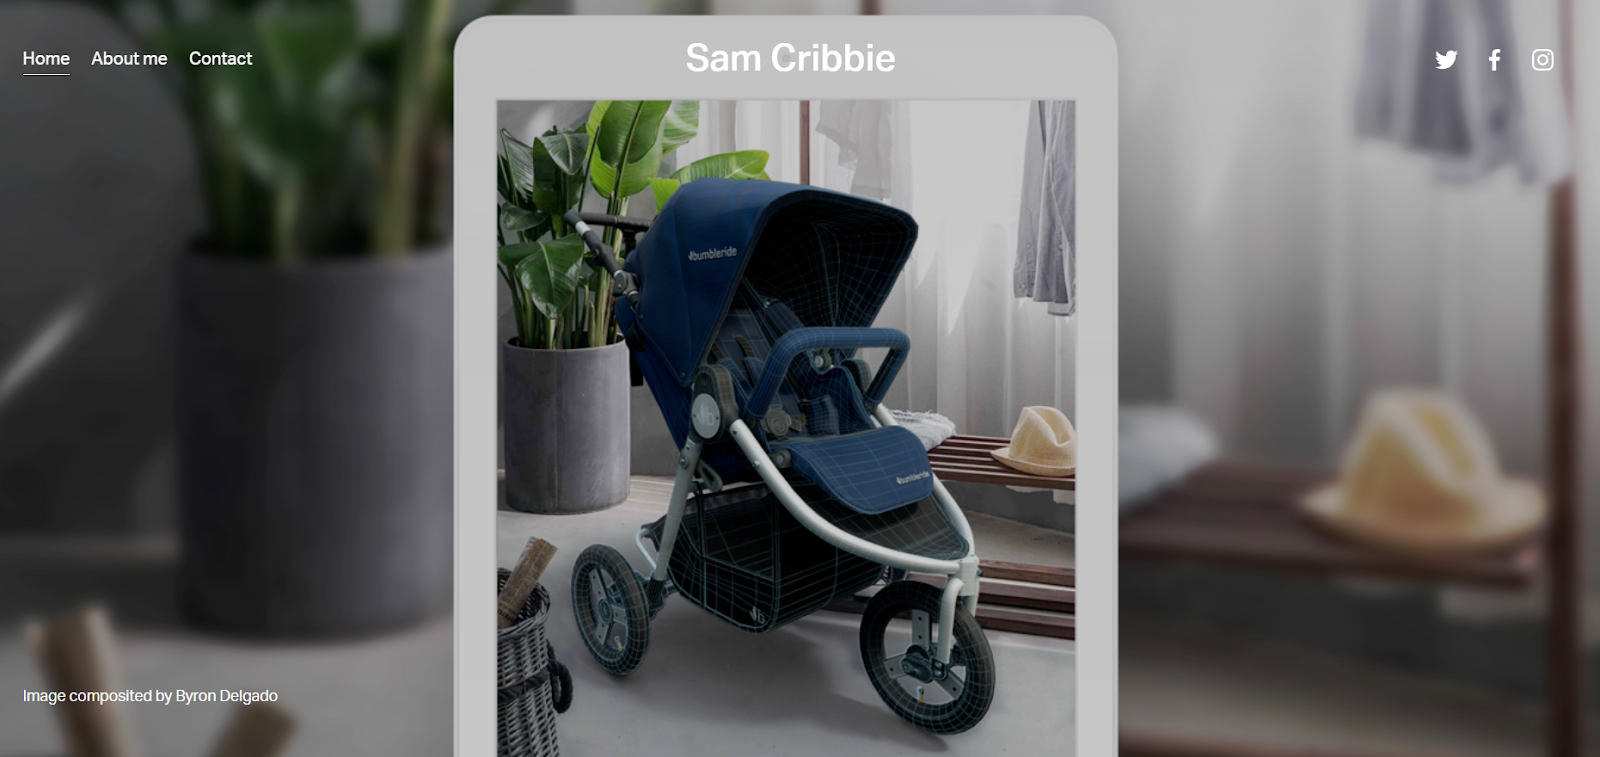 Home About me Contact
Sam Cribbie
bumbleride
bumbleride
Image composited by Byron Delgado